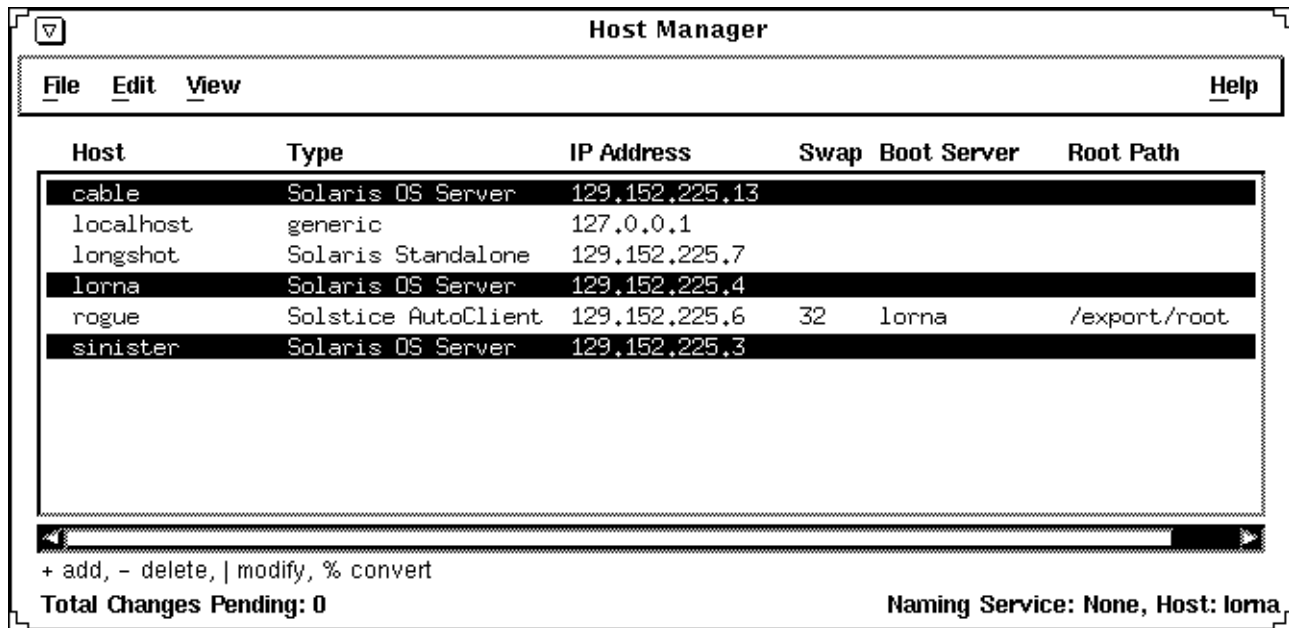 Host Manager
File Edit View Help
Host Type IP Address Swap Boot Server Root Path
cable Solaris OS Server 129.152.225.13
localhost generic 127.0.0.1
longshot Solaris Standalone 129.152.225.7
lorna Solaris OS Server 129.152.225.4
rogue Solstice AutoClient 129.152.225.6 32 lorna /export/root
sinister Solaris OS Server 129.152.225.3
+ add, – delete, | modify, % convert
Total Changes Pending: 0 Naming Service: None, Host: lorna